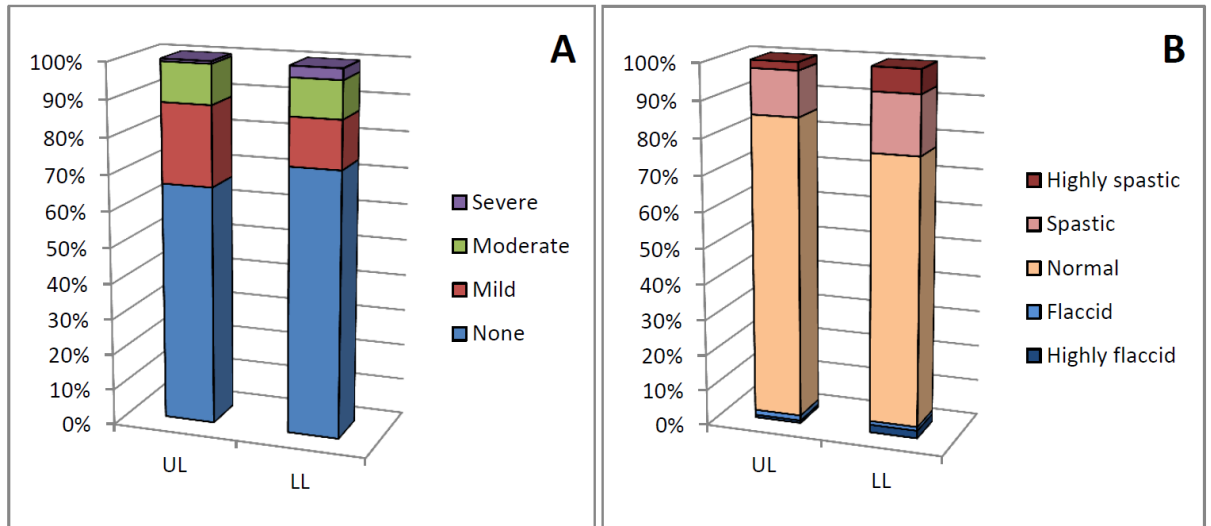 A
100%
90%
80%
70%
60%
50%
40%
30%
20%
10%
0%
UL
LL
Severe
Moderate
Mild
None
B
100%
90%
80%
70%
60%
50%
40%
30%
20%
10%
0%
UL
LL
Highly spastic
Spastic
Normal
Flaccid
Highly flaccid